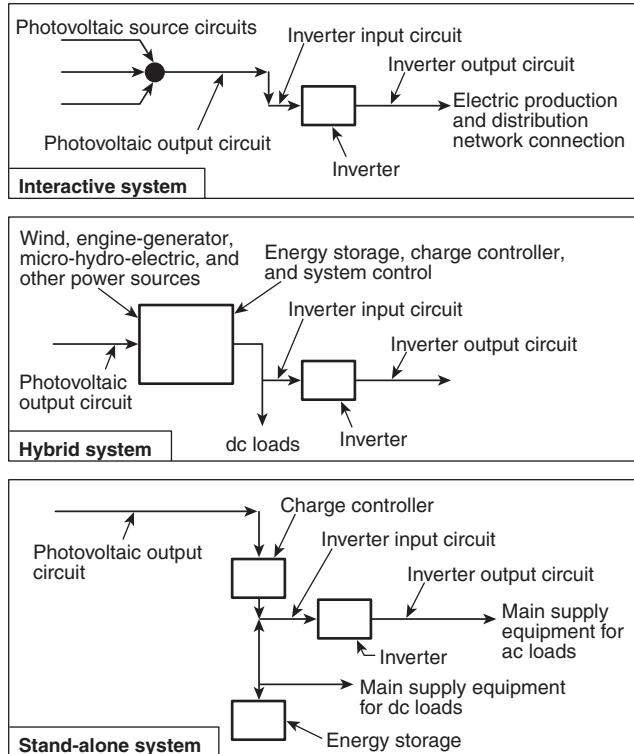 Photovoltaic source circuits
Inverter input circuit
Inverter output circuit
Electric production
and distribution
network connection
Photovoltaic output circuit
Inverter
Interactive system
Wind, engine-generator,
micro-hydro-electric, and
other power sources
Energy storage, charge controller,
and system control
Inverter input circuit
Inverter output circuit
Photovoltaic
output circuit
dc loads
Inverter
Hybrid system
Charge controller
Photovoltaic output
circuit
Inverter input circuit
Inverter output circuit
Main supply
equipment for
ac loads
Inverter
Main supply equipment
for dc loads
Energy storage
Stand-alone system